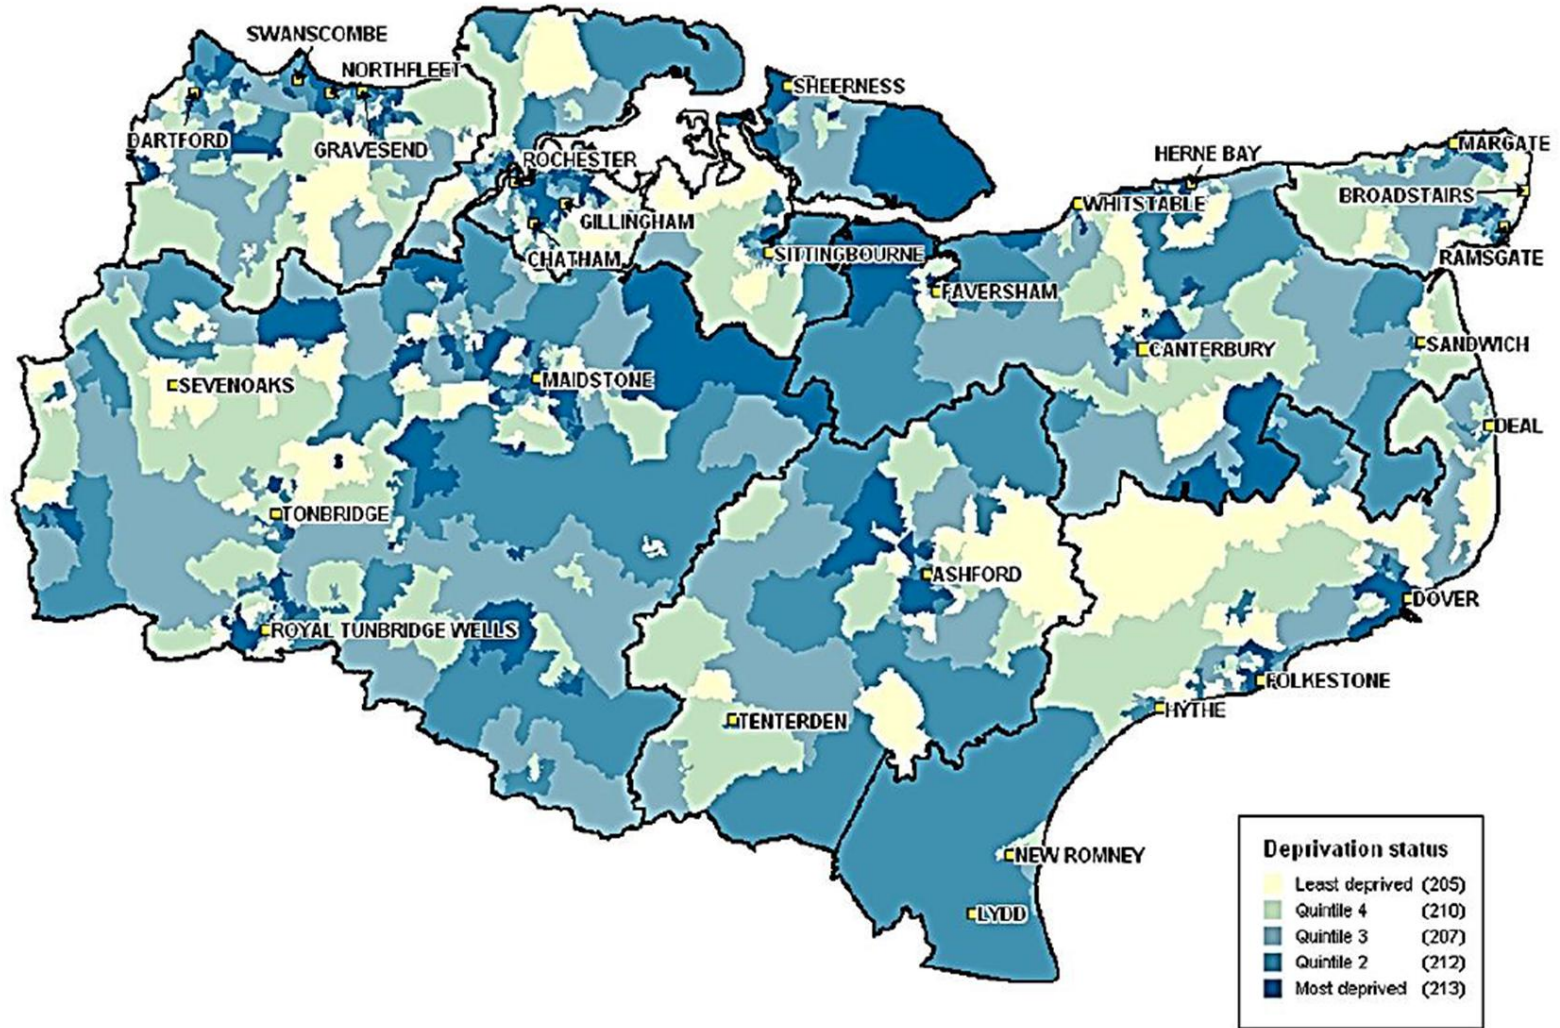 SWANSCOMBE
NORTHFLEET
SHEERNESS
DARTFORD
GRAVESEND
ROCHESTER
HERNE BAY
MARGATE
BROADSTAIRS
WHITSTABLE
GILLINGHAM
CHATHAM
SITTINGBOURNE
RAMSGATE
FAVERSHAM
SANDWICH
CANTERBURY
SEVENOAKS
MAIDSTONE
DEAL
TONBRIDGE
ASHFORD
DOVER
ROYAL TUNBRIDGE WELLS
FOLKESTONE
HYTHE
TENTERDEN
NEW ROMNEY
LYDD
Deprivation status
Least deprived (205)
Quintile 4 (210)
Quintile 3 (207)
Quintile 2 (212)
Most deprived (213)